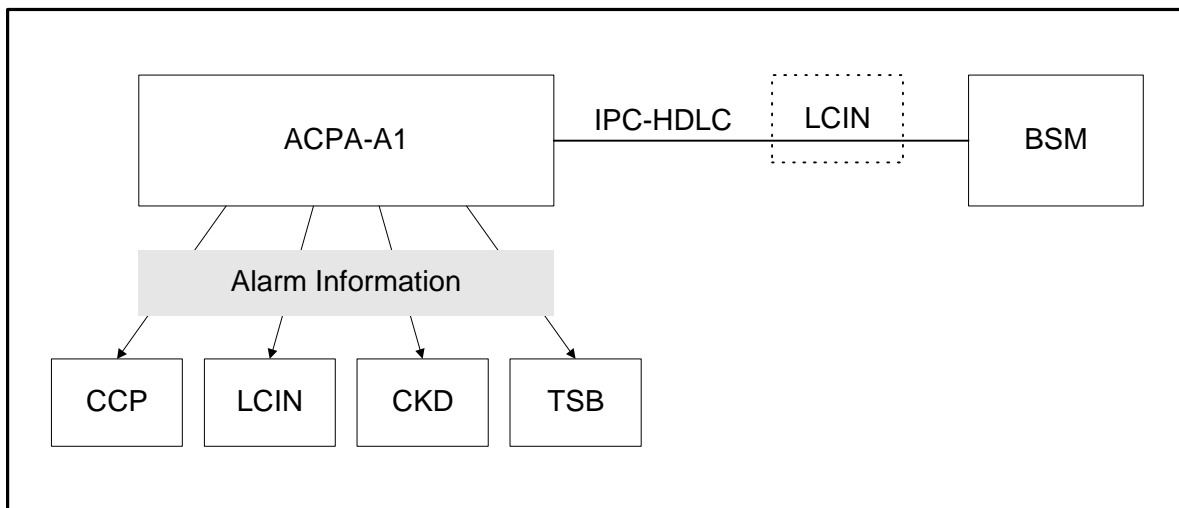 ACPA-A1
IPC-HDLC
LCIN
BSM
Alarm Information
CCP
LCIN
CKD
TSB